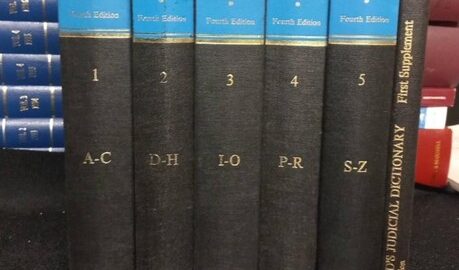 Fourth Edition
1
A-C
Fourth Edition
2
D-H
Fourth Edition
3
I-O
Fourth Edition
4
P-R
Fourth Edition
5
S-Z
'S JUDICIAL DICTIONARY
First Supplement